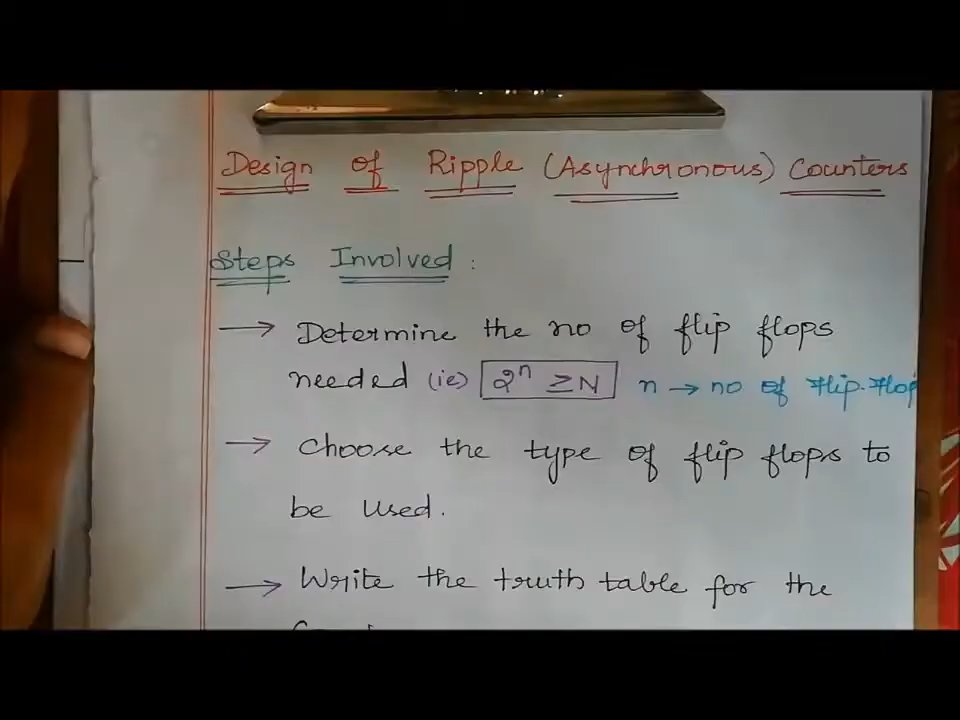 Design of Ripple (Asynchronous) Counters
Steps Involved :
→ Determine the no of flip flops
needed (ie) 2ⁿ ≥ N n → no of Flip.Flop
→ Choose the type of flip flops to
be used.
→ Write the truth table for the